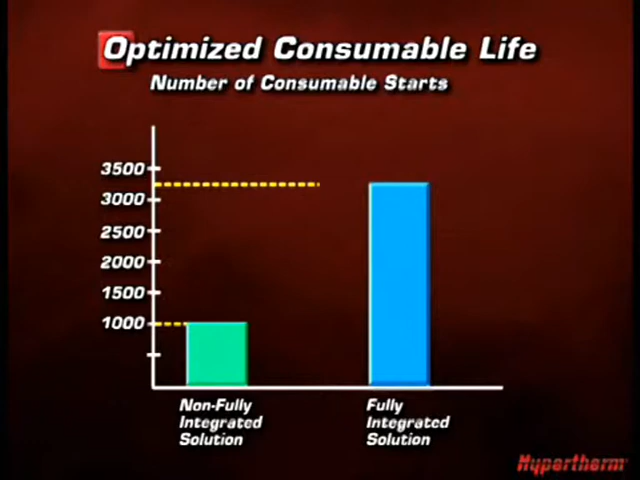 Optimized Consumable Life
Number of Consumable Starts
3500
3000
2500
2000
1500
1000
Non-Fully
Integrated
Solution
Fully
Integrated
Solution
Hypertherm